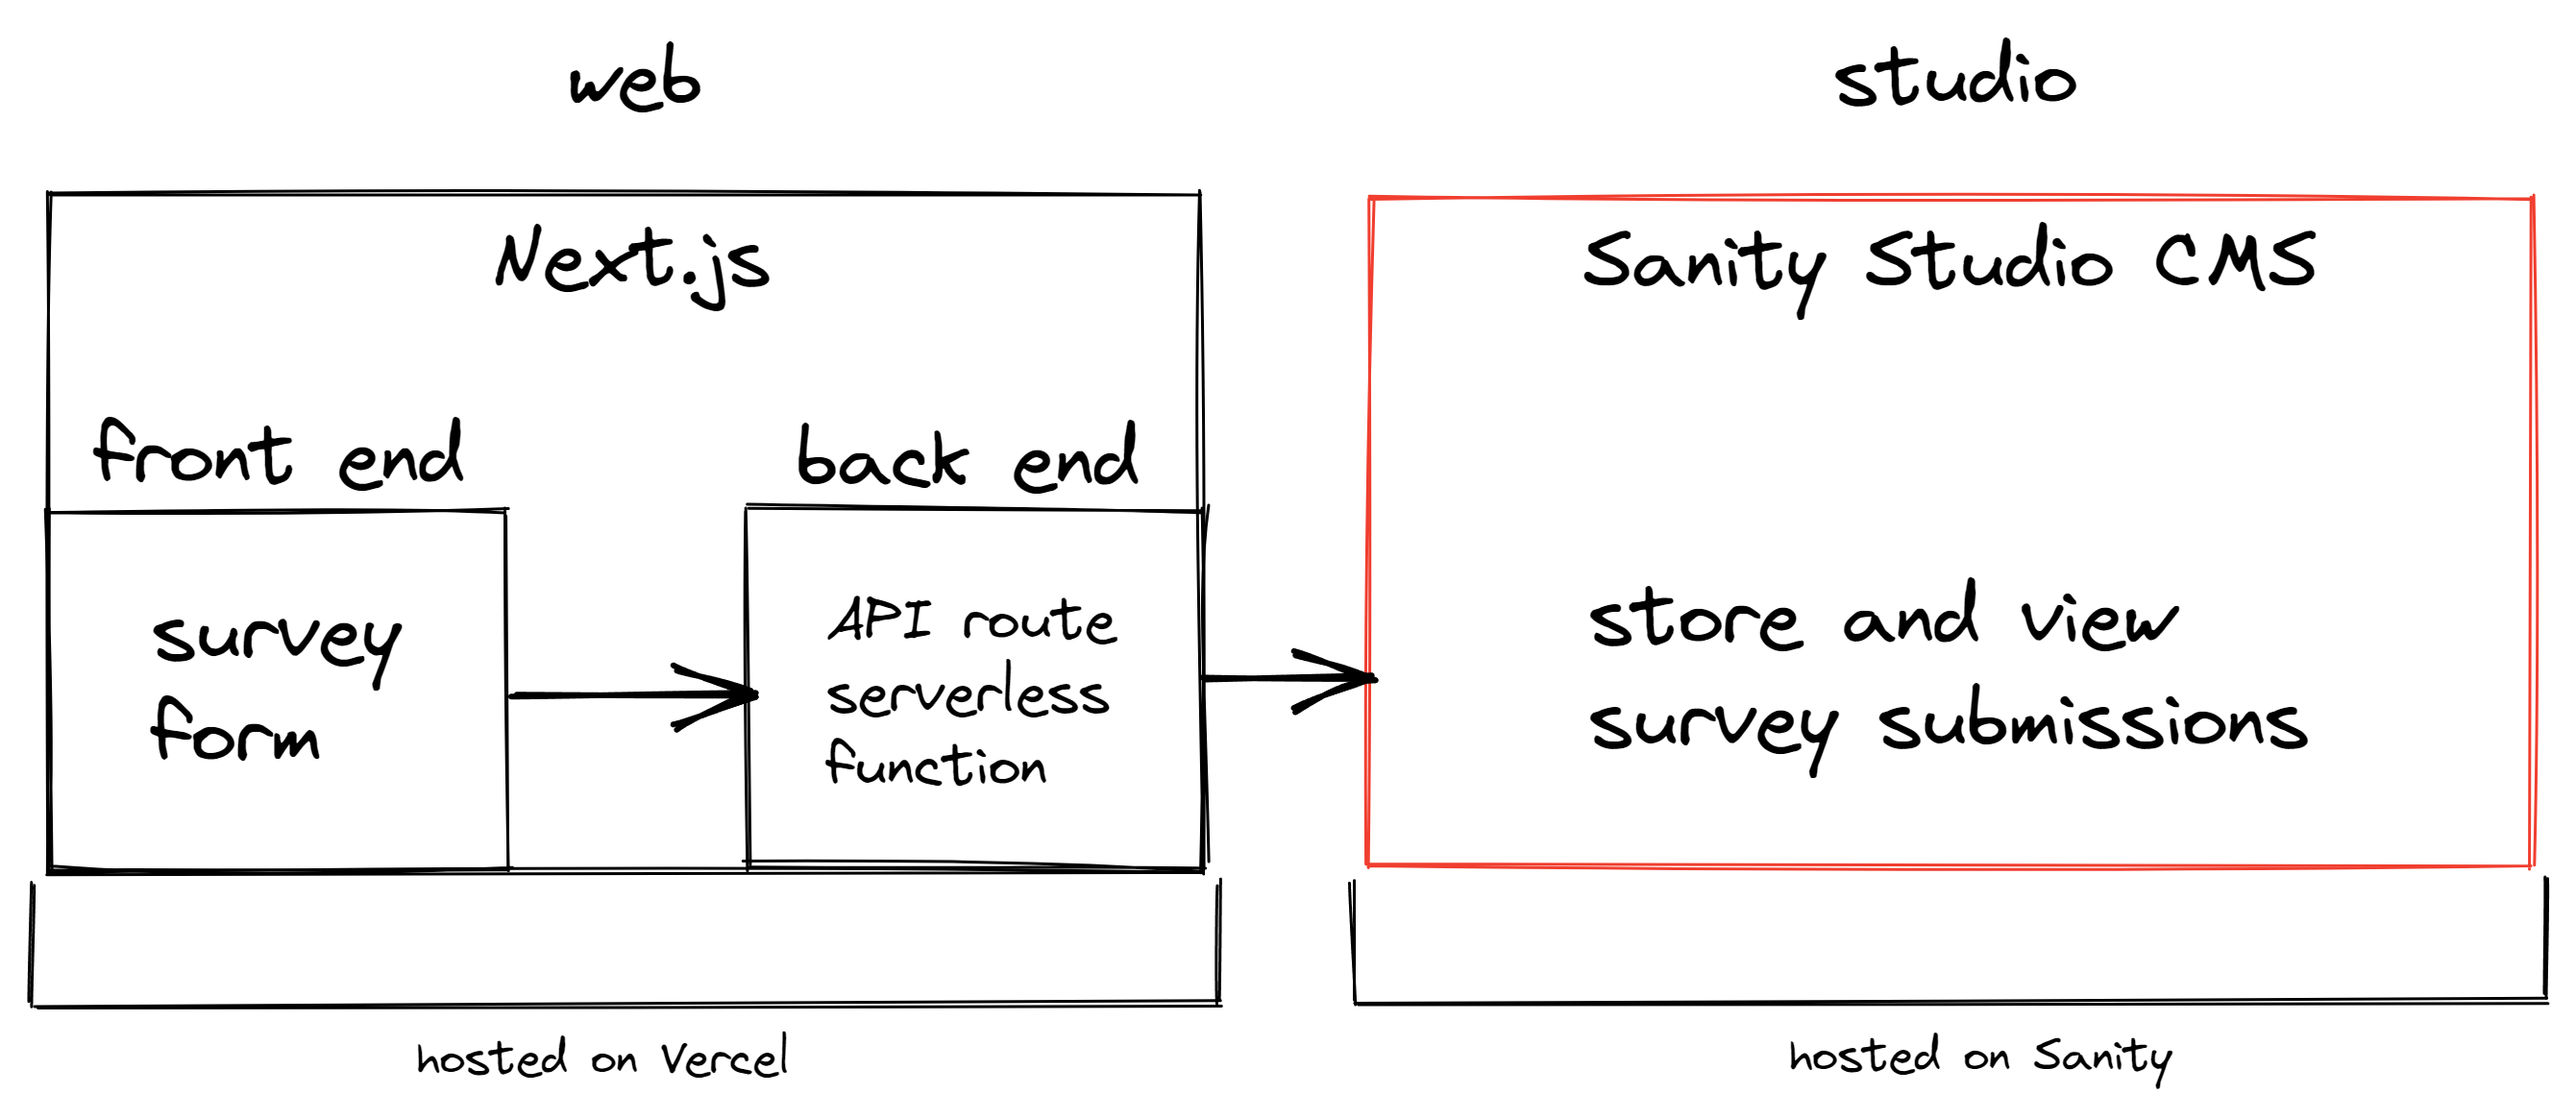 web
studio
Next.js
Sanity Studio CMS
front end
back end
survey
form
API route
serverless
function
store and view
survey submissions
hosted on Vercel
hosted on Sanity